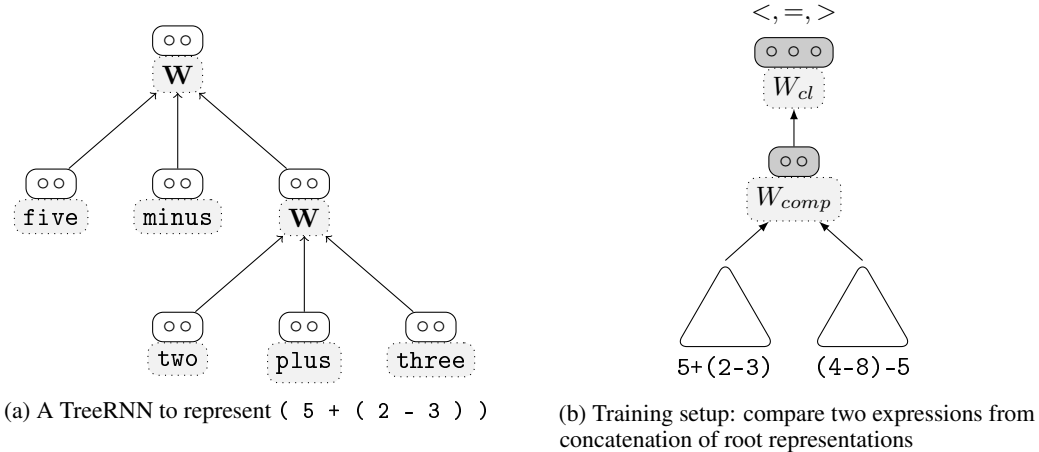 W
five minus W
two plus three
(a) A TreeRNN to represent ( 5 + ( 2 - 3 ) )
<, =, >
W_cl
W_comp
5+(2-3) (4-8)-5
(b) Training setup: compare two expressions from
concatenation of root representations